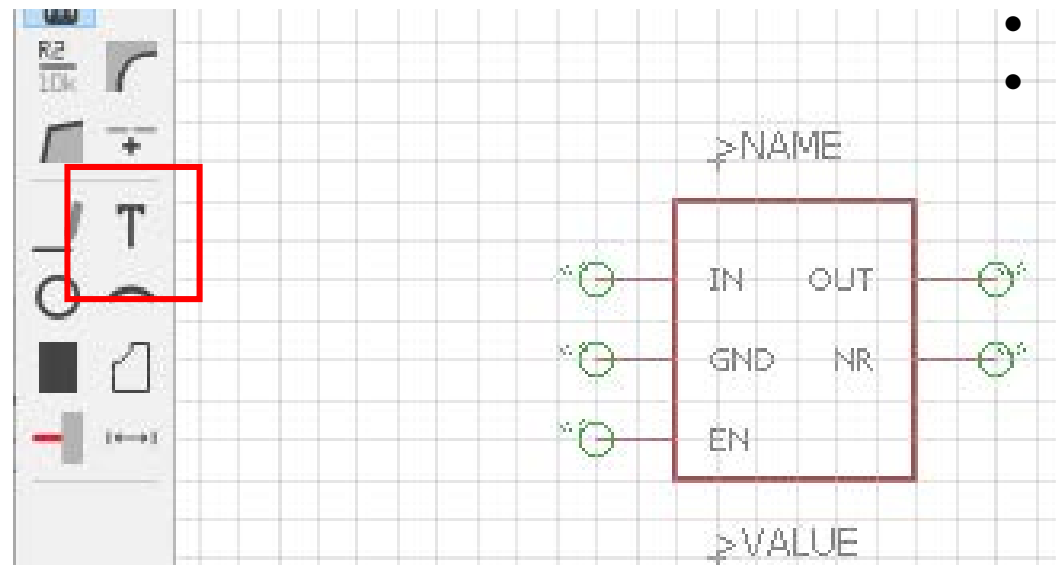 R2
10k
>NAME
T
IN OUT
GND NR
EN
>VALUE